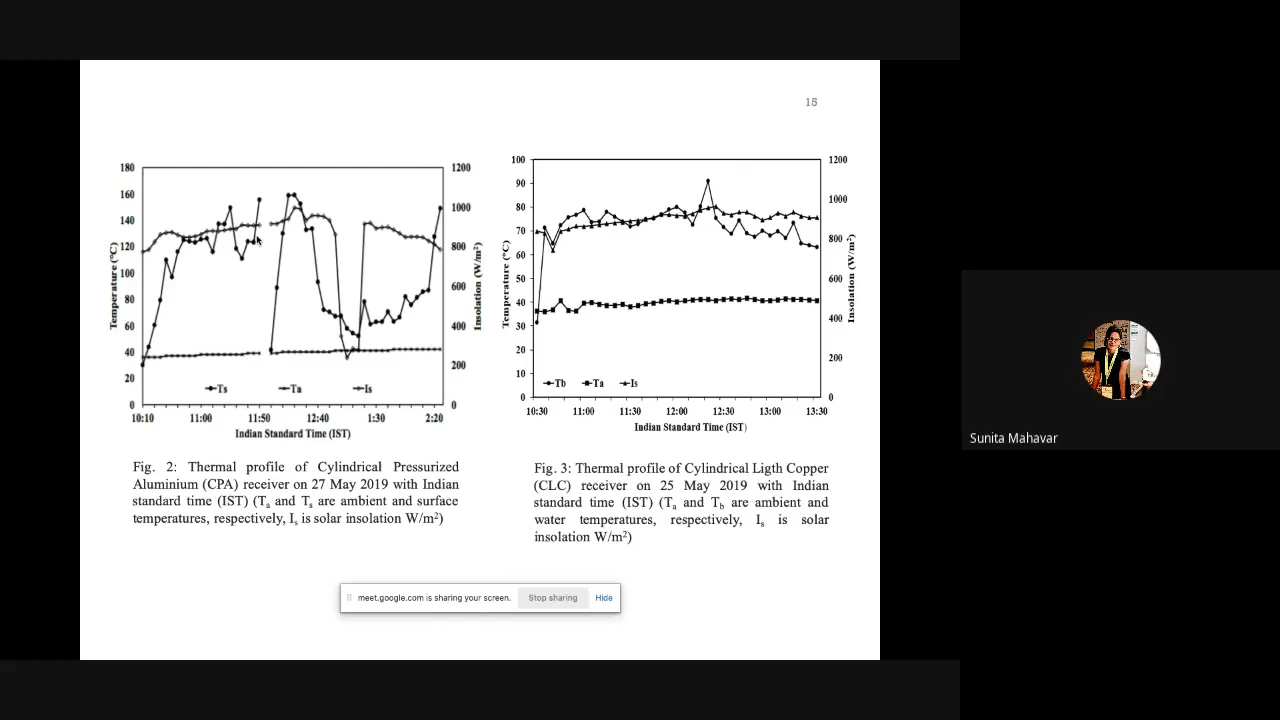 15
180
160
140
120
100
80
60
40
20
0
1200
1000
800
600
400
200
0
Temperature (°C)
Insolation (W/m²)
Ts
Ta
Is
10:10 11:00 11:50 12:40 1:30 2:20
Indian Standard Time (IST)
Fig. 2: Thermal profile of Cylindrical Pressurized
Aluminium (CPA) receiver on 27 May 2019 with Indian
standard time (IST) (Ta and Ts are ambient and surface
temperatures, respectively, Is is solar insolation W/m²)
100
90
80
70
60
50
40
30
20
10
0
1200
1000
800
600
400
200
0
Temperature (°C)
Insolation (W/m²)
Tb
Ta
Is
10:30 11:00 11:30 12:00 12:30 13:00 13:30
Indian Standard Time (IST)
Fig. 3: Thermal profile of Cylindrical Ligth Copper
(CLC) receiver on 25 May 2019 with Indian
standard time (IST) (Ta and Tb are ambient and
water temperatures, respectively, Is is solar
insolation W/m²)
meet.google.com is sharing your screen.
Stop sharing
Hide
Sunita Mahavar